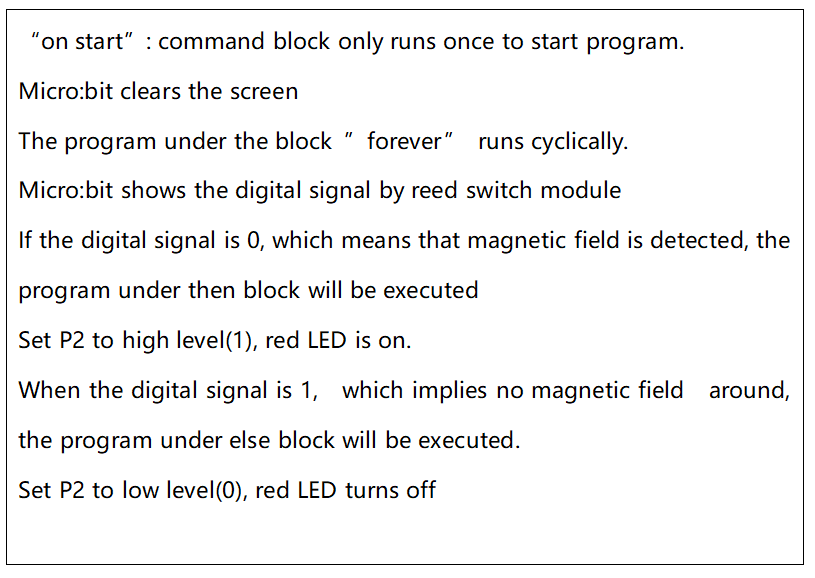 “on start”: command block only runs once to start program.
Micro:bit clears the screen
The program under the block ”forever” runs cyclically.
Micro:bit shows the digital signal by reed switch module
If the digital signal is 0, which means that magnetic field is detected, the
program under then block will be executed
Set P2 to high level(1), red LED is on.
When the digital signal is 1, which implies no magnetic field around,
the program under else block will be executed.
Set P2 to low level(0), red LED turns off